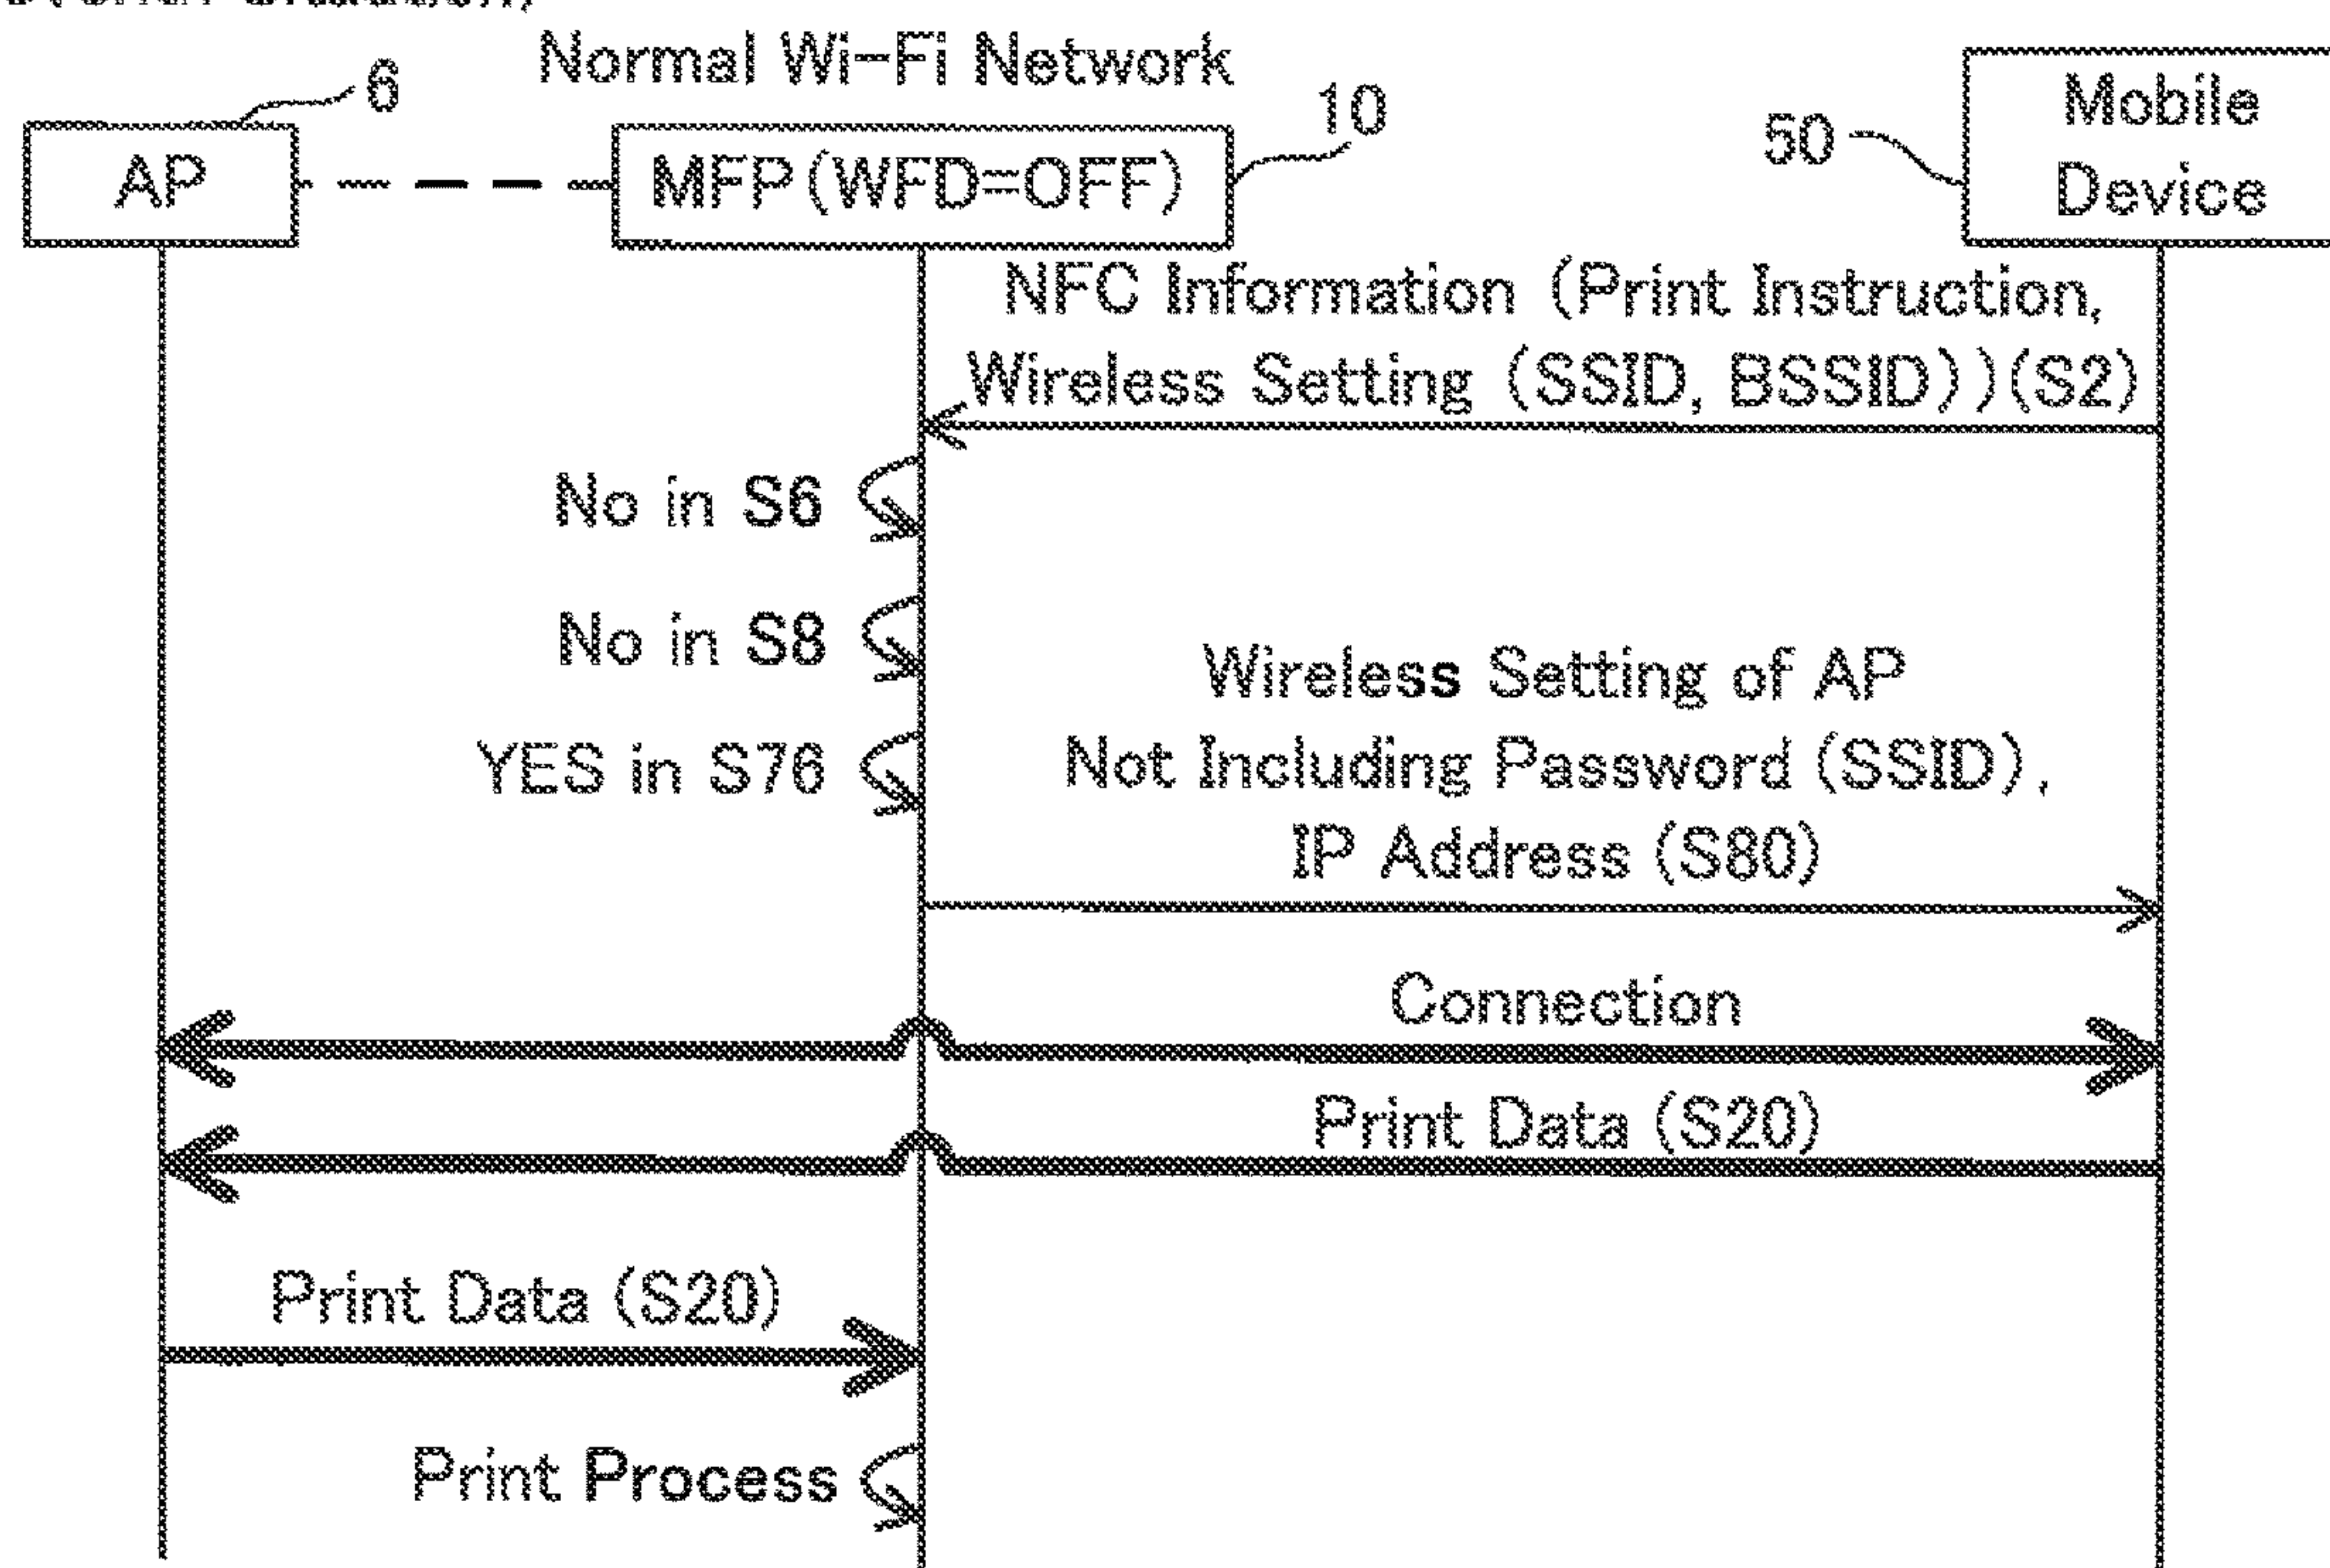 Normal Wi-Fi Network
6
10
50
AP
MFP(WFD=OFF)
Mobile
Device
NFC Information (Print Instruction,
Wireless Setting (SSID, BSSID))(S2)
No in S6
No in S8
YES in S76
Wireless Setting of AP
Not Including Password (SSID),
IP Address (S80)
Connection
Print Data (S20)
Print Data (S20)
Print Process